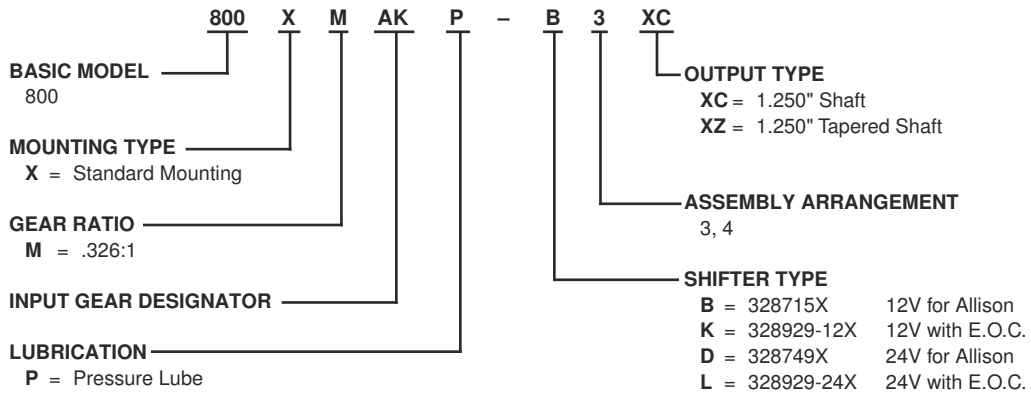 800 X M AK P – B 3 XC
BASIC MODEL
800
MOUNTING TYPE
X = Standard Mounting
GEAR RATIO
M = .326:1
INPUT GEAR DESIGNATOR
LUBRICATION
P = Pressure Lube
OUTPUT TYPE
XC = 1.250" Shaft
XZ = 1.250" Tapered Shaft
ASSEMBLY ARRANGEMENT
3, 4
SHIFTER TYPE
B = 328715X 12V for Allison
K = 328929-12X 12V with E.O.C.
D = 328749X 24V for Allison
L = 328929-24X 24V with E.O.C.